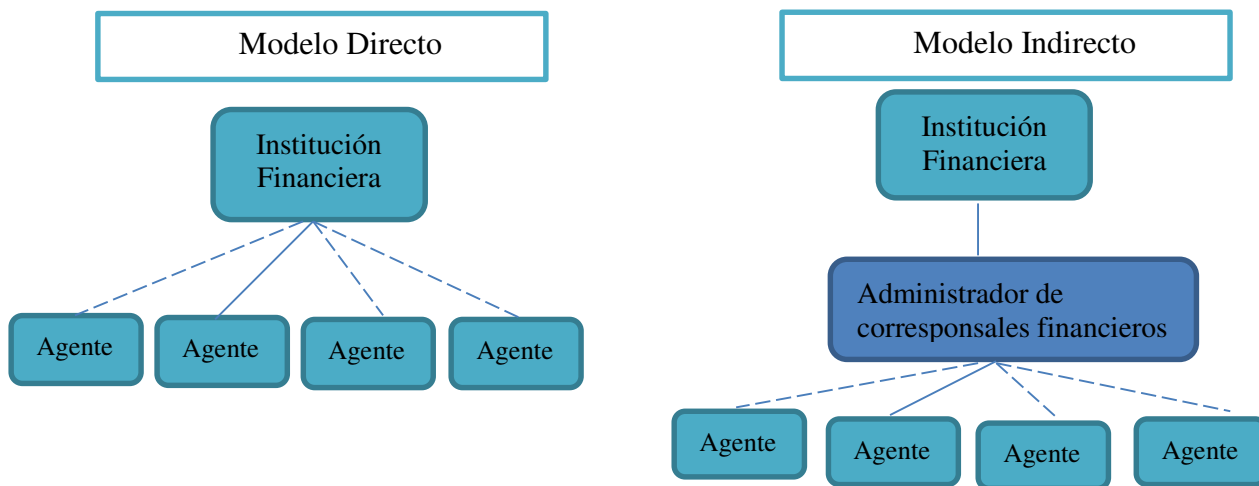 Modelo Directo
Institución
Financiera
Agente
Agente
Agente
Agente
Modelo Indirecto
Institución
Financiera
Administrador de
corresponsales financieros
Agente
Agente
Agente
Agente